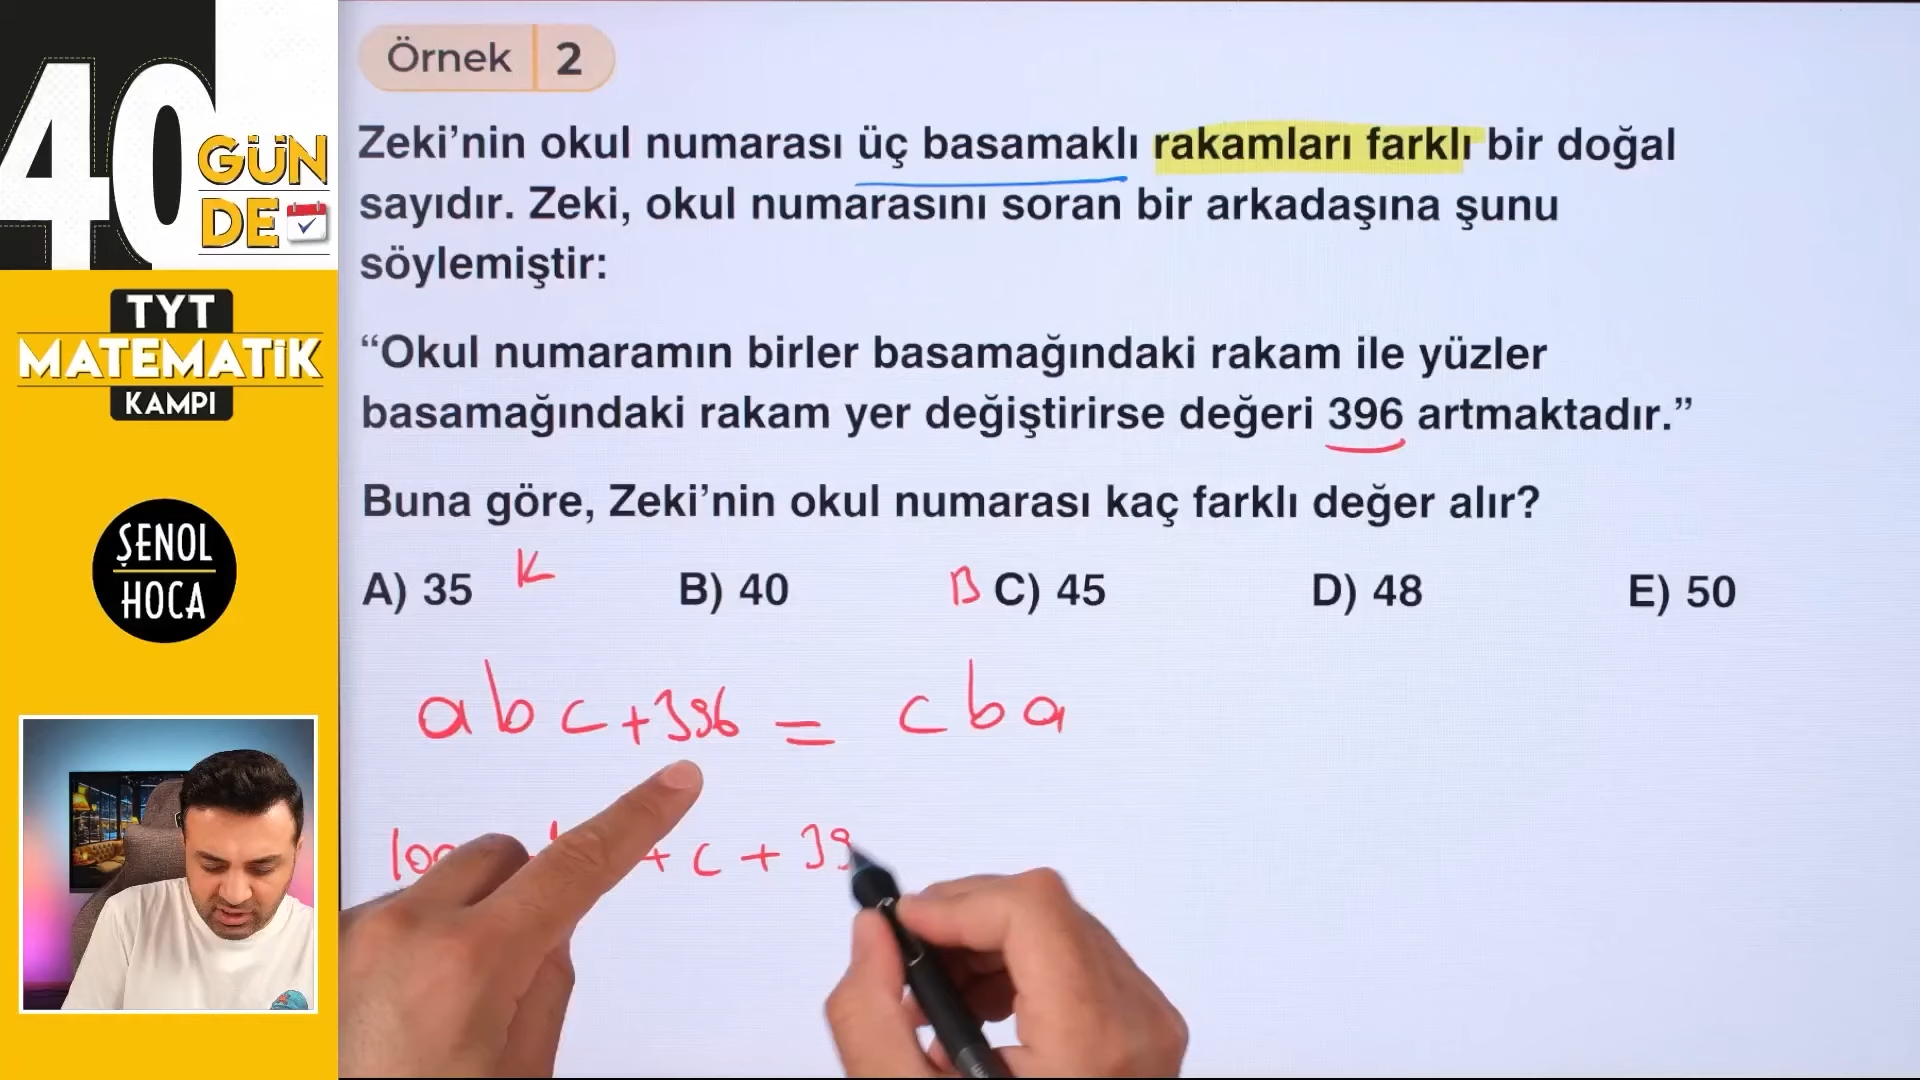 40
GÜN
DE
TYT
MATEMATİK
KAMPI
ŞENOL
HOCA
Örnek 2
Zeki’nin okul numarası üç basamaklı rakamları farklı bir doğal
sayıdır. Zeki, okul numarasını soran bir arkadaşına şunu
söylemiştir:
“Okul numaramın birler basamağındaki rakam ile yüzler
basamağındaki rakam yer değiştirirse değeri 396 artmaktadır.”
Buna göre, Zeki’nin okul numarası kaç farklı değer alır?
K B
A) 35 B) 40 C) 45 D) 48 E) 50
abc+396 = cba
100 + c + 39